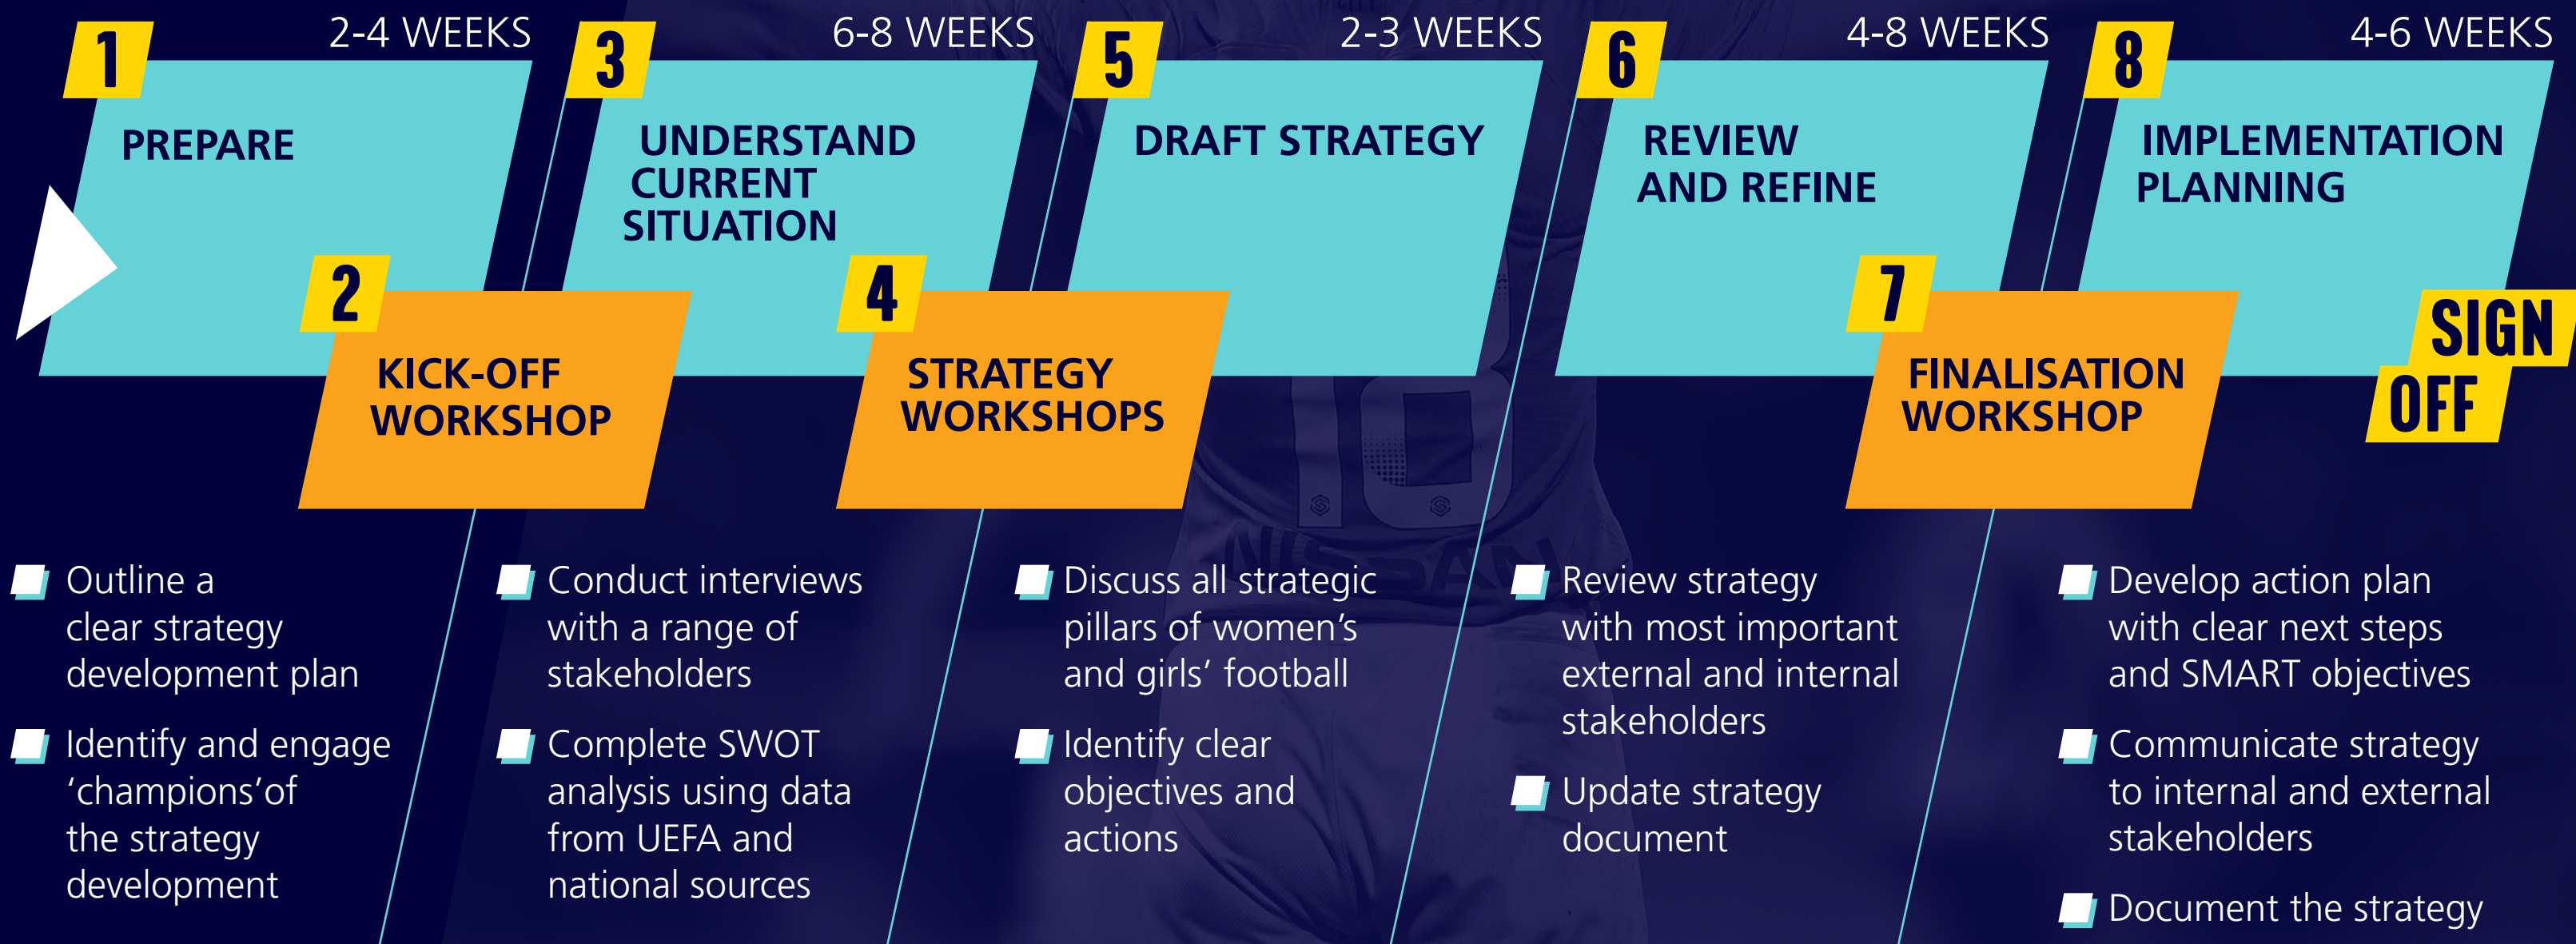 1
2-4 WEEKS
PREPARE
2
KICK-OFF
WORKSHOP
3
6-8 WEEKS
UNDERSTAND
CURRENT
SITUATION
4
STRATEGY
WORKSHOPS
5
2-3 WEEKS
DRAFT STRATEGY
6
4-8 WEEKS
REVIEW
AND REFINE
7
FINALISATION
WORKSHOP
8
4-6 WEEKS
IMPLEMENTATION
PLANNING
SIGN
OFF
Outline a
clear strategy
development plan
Identify and engage
‘champions’of
the strategy
development
Conduct interviews
with a range of
stakeholders
Complete SWOT
analysis using data
from UEFA and
national sources
Discuss all strategic
pillars of women’s
and girls’ football
Identify clear
objectives and
actions
Review strategy
with most important
external and internal
stakeholders
Update strategy
document
Develop action plan
with clear next steps
and SMART objectives
Communicate strategy
to internal and external
stakeholders
Document the strategy
NISSAN